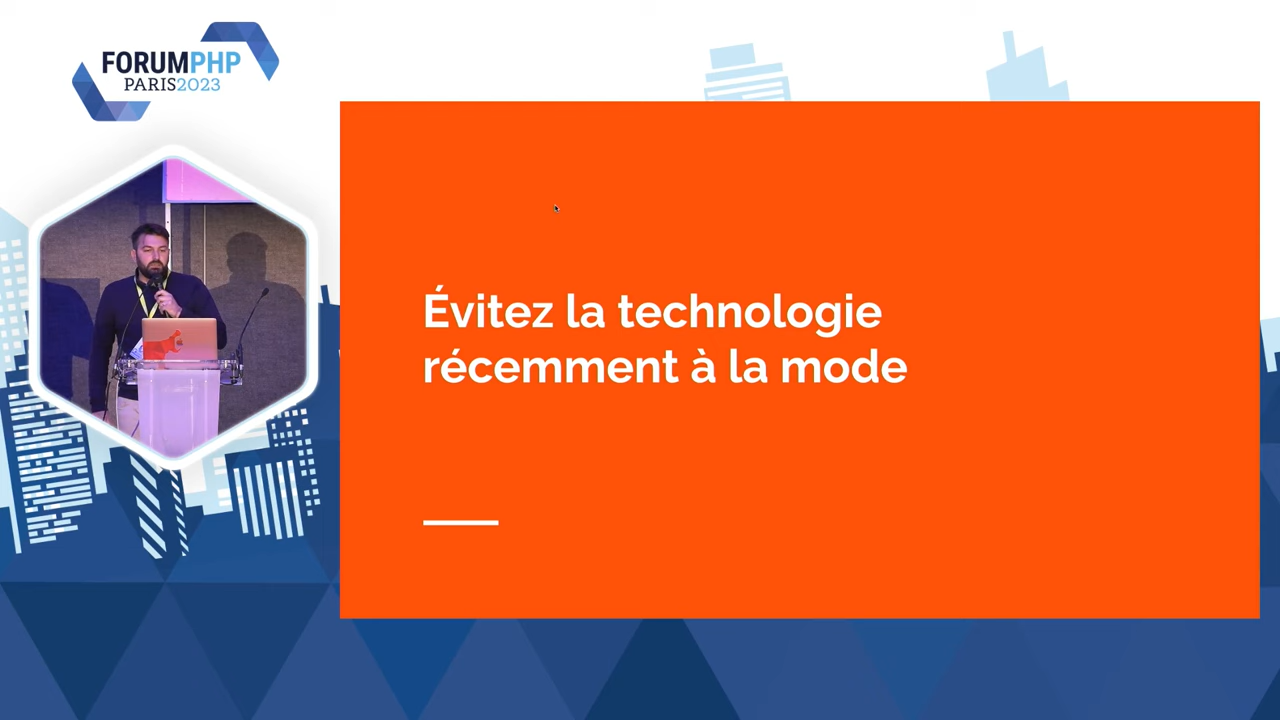 FORUMPHP
PARIS2023
Évitez la technologie
récemment à la mode